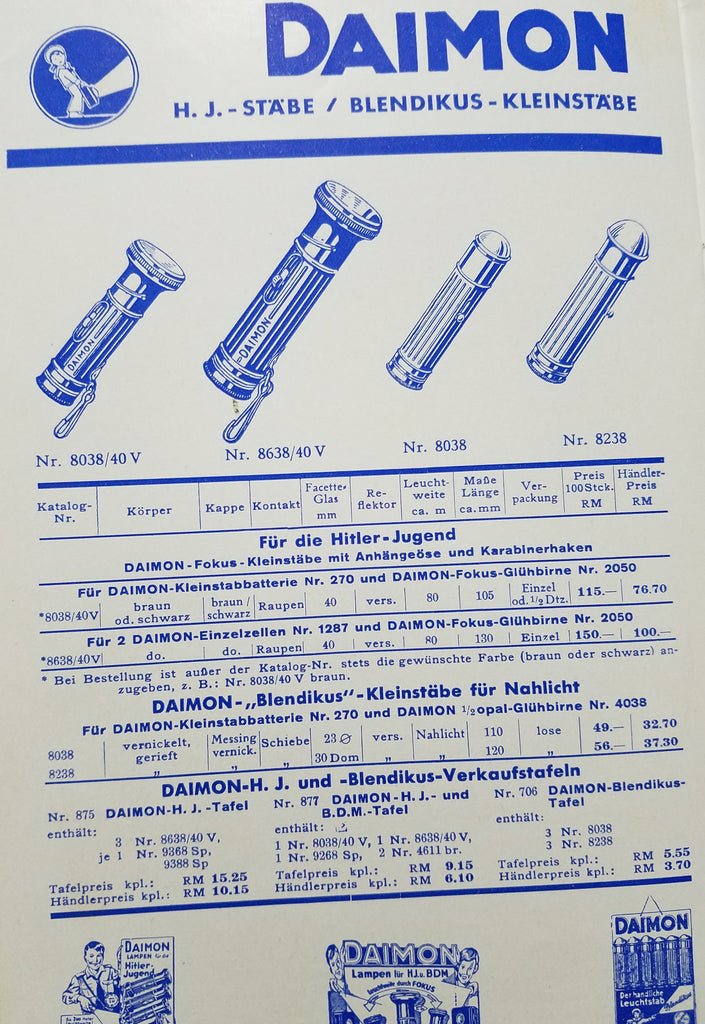 DAIMON
H. J.-STÄBE / BLENDIKUS-KLEINSTÄBE
DAIMON
DAIMON
Nr. 8038/40 V
Nr. 8638/40 V
Nr. 8038
Nr. 8238
Katalog-Nr. Körper Kappe Kontakt Facette-Glas mm Re-flektor Leucht-weite ca. m Maße Länge ca. mm Ver-packung Preis 100 Stck. RM Händler-Preis RM
Für die Hitler-Jugend
DAIMON-Fokus-Kleinstäbe mit Anhängeöse und Karabinerhaken
Für DAIMON-Kleinstabbatterie Nr. 270 und DAIMON-Fokus-Glühbirne Nr. 2050
*8038/40V braun od. schwarz braun / schwarz Raupen 40 vers. 80 105 Einzel od. 1/2 Dtz. 115.— 76.70
Für 2 DAIMON-Einzelzellen Nr. 1287 und DAIMON-Fokus-Glühbirne Nr. 2050
*8638/40V do. do. Raupen 40 vers. 80 130 Einzel 150.— 100.—
* Bei Bestellung ist außer der Katalog-Nr. stets die gewünschte Farbe (braun oder schwarz) an-
zugeben, z. B.: Nr. 8038/40 V braun.
DAIMON-„Blendikus"-Kleinstäbe für Nahlicht
Für DAIMON-Kleinstabbatterie Nr. 270 und DAIMON 1/2opal-Glühbirne Nr. 4038
8038 vernickelt, gerieft Messing vernick. Schiebe 23 ∅ vers. Nahlicht 110 lose 49.— 32.70
8238 „ „ „ 30 Dom „ „ 120 „ 56.— 37.30
DAIMON-H. J. und -Blendikus-Verkaufstafeln
Nr. 875 DAIMON-H. J.-Tafel
enthält:
3 Nr. 8638/40 V,
je 1 Nr. 9368 Sp,
9388 Sp
Tafelpreis kpl.: RM 15.25
Händlerpreis kpl.: RM 10.15
Nr. 877 DAIMON-H. J.- und
B.D.M.-Tafel
enthält:
1 Nr. 8038/40 V, 1 Nr. 8638/40 V,
1 Nr. 9268 Sp, 2 Nr. 4611 br.
Tafelpreis kpl.: RM 9.15
Händlerpreis kpl.: RM 6.10
Nr. 706 DAIMON-Blendikus-
Tafel
enthält:
3 Nr. 8038
3 Nr. 8238
Tafelpreis kpl.: RM 5.55
Händlerpreis kpl.: RM 3.70
DAIMON
LAMPEN für die
Hitler-
Jugend
DAIMON
Lampen für H.J.u.BDM
Leuchtweite durch FOKUS
DAIMON
Der handliche
Leuchtstab